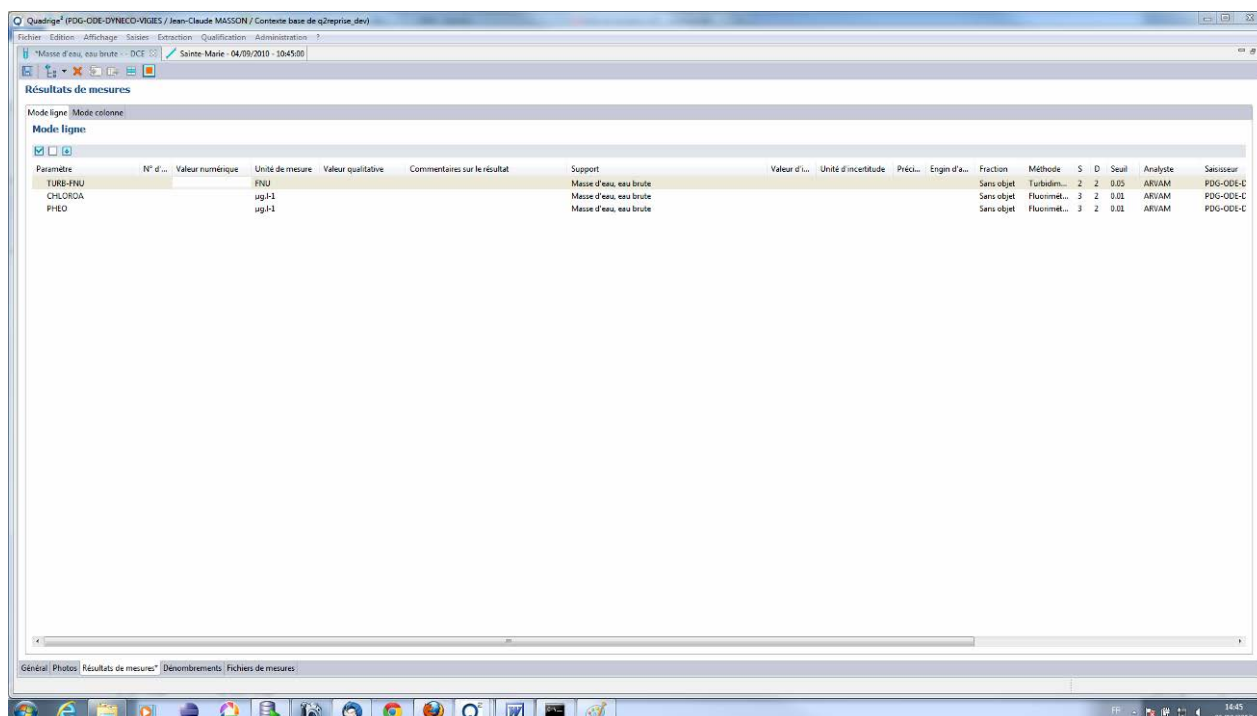 Quadrige² (PDG-ODE-DYNECO-VIGIES / Jean-Claude MASSON / Contexte base de q2reprise_dev)
Fichier Edition Affichage Saisies Extraction Qualification Administration ?
*Masse d'eau, eau brute - - DCE Sainte-Marie - 04/09/2010 - 10:45:00
Résultats de mesures
Mode ligne Mode colonne
Mode ligne
Paramètre N° d'... Valeur numérique Unité de mesure Valeur qualitative Commentaires sur le résultat Support Valeur d'i... Unité d'incertitude Préci... Engin d'a... Fraction Méthode S D Seuil Analyste Saisisseur
TURB-FNU FNU Masse d'eau, eau brute Sans objet Turbidim... 2 2 0.05 ARVAM PDG-ODE-D
CHLOROA µg.l-1 Masse d'eau, eau brute Sans objet Fluorimét... 3 2 0.01 ARVAM PDG-ODE-D
PHEO µg.l-1 Masse d'eau, eau brute Sans objet Fluorimét... 3 2 0.01 ARVAM PDG-ODE-D
Général Photos Résultats de mesures* Dénombrements Fichiers de mesures
FR 14:45